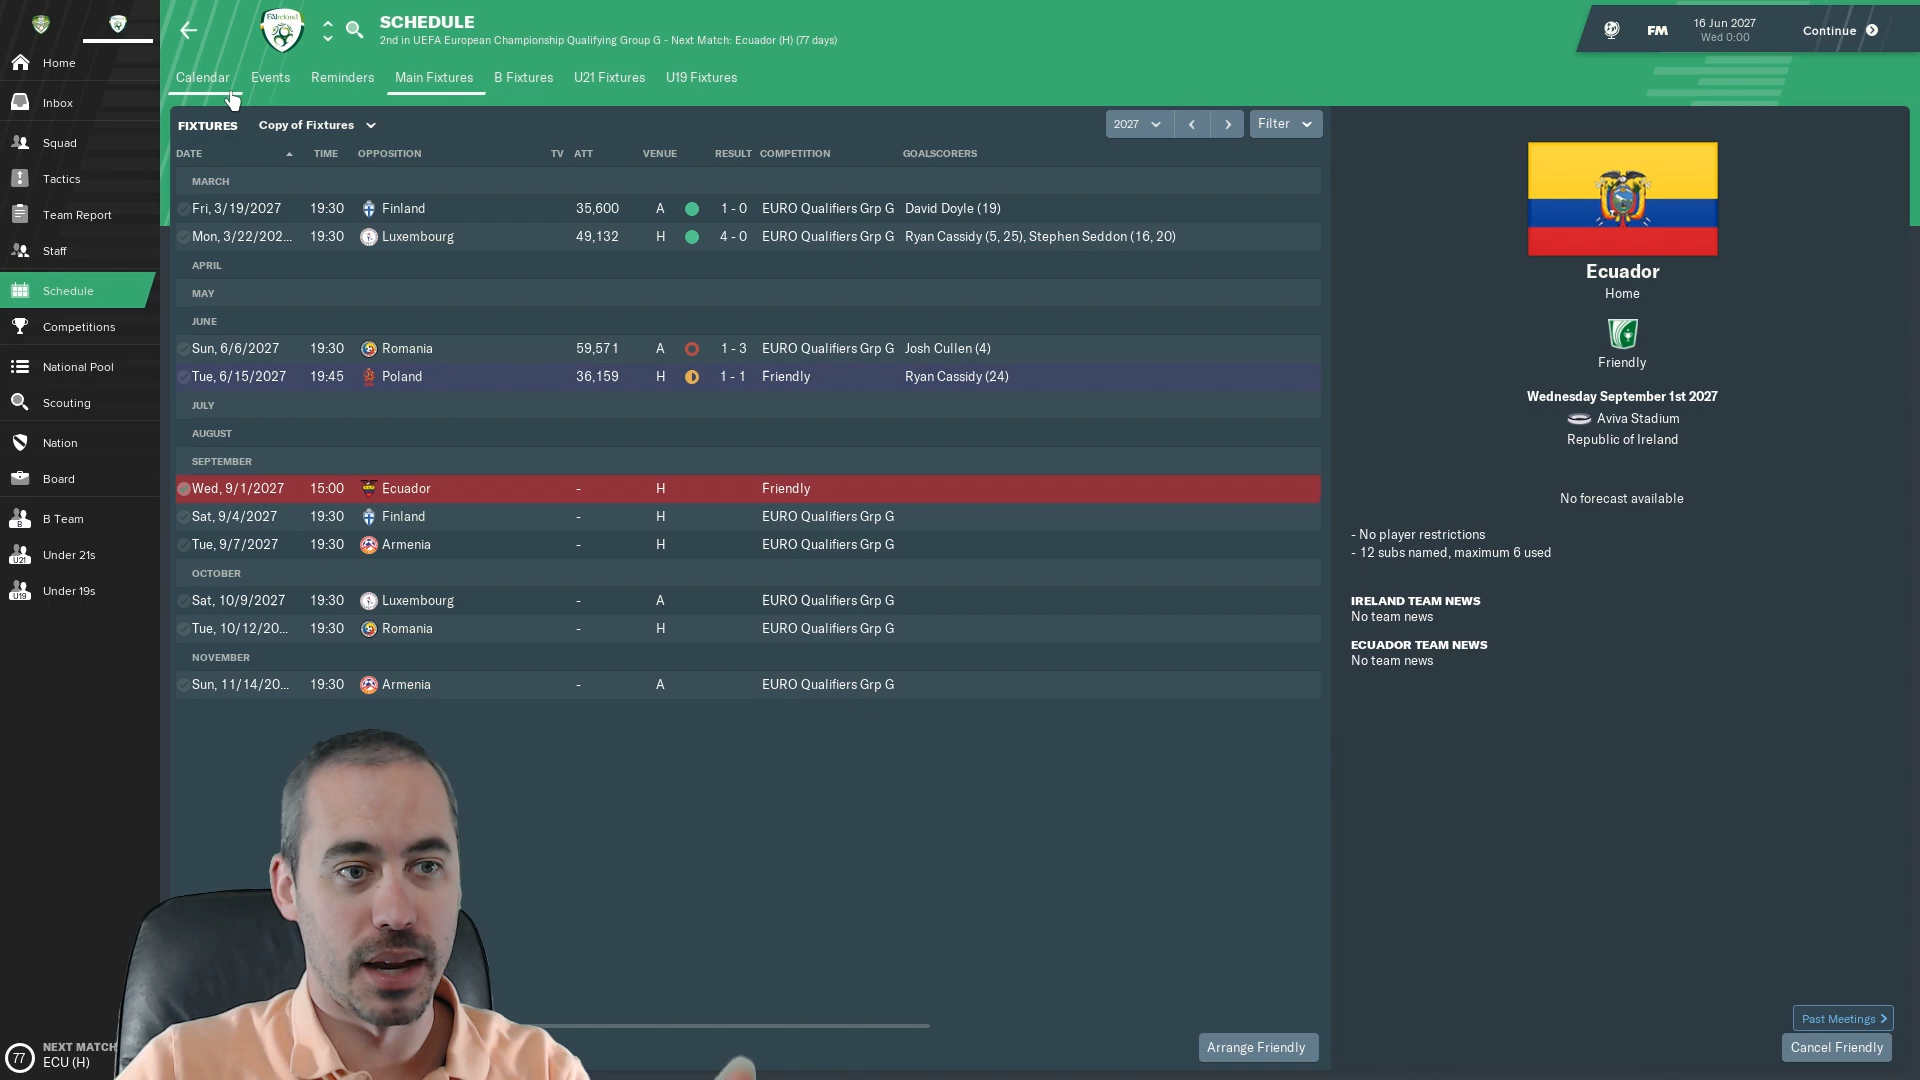 SCHEDULE
2nd in UEFA European Championship Qualifying Group G - Next Match: Ecuador (H) (77 days)
FM
16 Jun 2027
Wed 0:00
Continue
Calendar Events Reminders Main Fixtures B Fixtures U21 Fixtures U19 Fixtures
Home
Inbox
Squad
Tactics
Team Report
Staff
Schedule
Competitions
National Pool
Scouting
Nation
Board
B Team
Under 21s
Under 19s
77 NEXT MATCH
ECU (H)
FIXTURES Copy of Fixtures 2027 Filter
DATE TIME OPPOSITION TV ATT VENUE RESULT COMPETITION GOALSCORERS
MARCH
Fri, 3/19/2027 19:30 Finland 35,600 A 1 - 0 EURO Qualifiers Grp G David Doyle (19)
Mon, 3/22/202... 19:30 Luxembourg 49,132 H 4 - 0 EURO Qualifiers Grp G Ryan Cassidy (5, 25), Stephen Seddon (16, 20)
APRIL
MAY
JUNE
Sun, 6/6/2027 19:30 Romania 59,571 A 1 - 3 EURO Qualifiers Grp G Josh Cullen (4)
Tue, 6/15/2027 19:45 Poland 36,159 H 1 - 1 Friendly Ryan Cassidy (24)
JULY
AUGUST
SEPTEMBER
Wed, 9/1/2027 15:00 Ecuador - H Friendly
Sat, 9/4/2027 19:30 Finland - H EURO Qualifiers Grp G
Tue, 9/7/2027 19:30 Armenia - H EURO Qualifiers Grp G
OCTOBER
Sat, 10/9/2027 19:30 Luxembourg - A EURO Qualifiers Grp G
Tue, 10/12/20... 19:30 Romania - H EURO Qualifiers Grp G
NOVEMBER
Sun, 11/14/20... 19:30 Armenia - A EURO Qualifiers Grp G
Arrange Friendly
Ecuador
Home
Friendly
Wednesday September 1st 2027
Aviva Stadium
Republic of Ireland
No forecast available
- No player restrictions
- 12 subs named, maximum 6 used
IRELAND TEAM NEWS
No team news
ECUADOR TEAM NEWS
No team news
Past Meetings
Cancel Friendly